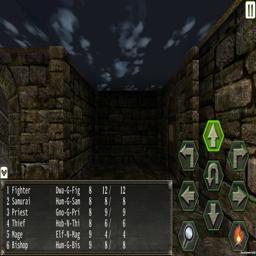 1 Fighter Dwa-G-Fig 8 12/ 12
2 Samurai Hum-G-Sam 8 8/ 8
3 Priest Gno-G-Pri 8 9/ 9
4 Thief Hob-N-Thi 8 6/ 6
5 Mage Elf-N-Mag 9 4/ 4
6 Bishop Hum-G-Bis 9 8/ 8